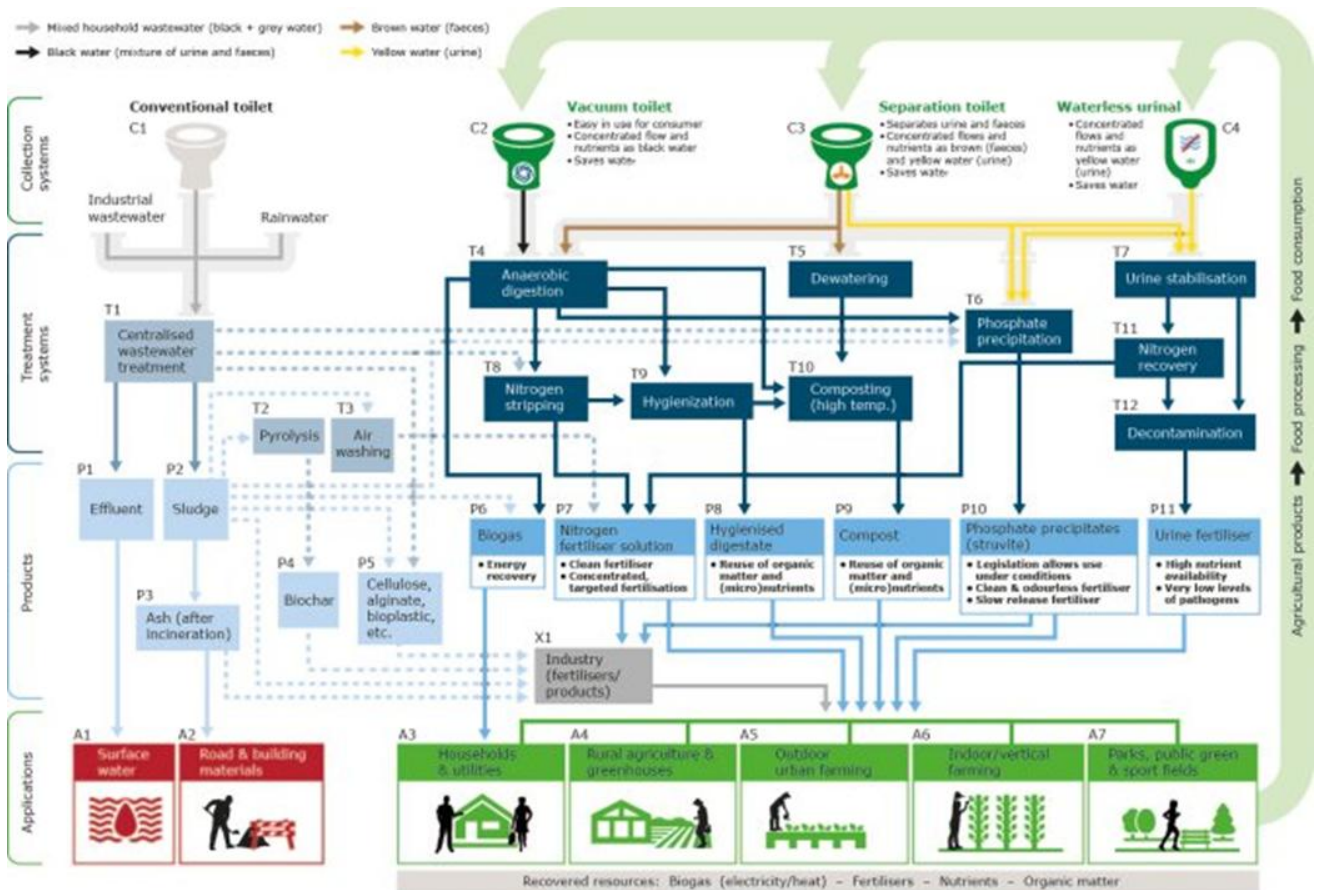 Mixed household wastewater (black + grey water)
Black water (mixture of urine and faeces)
Brown water (faeces)
Yellow water (urine)
Collection
systems
Conventional toilet
C1
Industrial
wastewater
Rainwater
C2
Vacuum toilet
• Easy in use for consumer
• Concentrated flow and
nutrients as black water
• Saves water
C3
Separation toilet
• Separates urine and faeces
• Concentrated flows and
nutrients as brown (faeces)
and yellow water (urine)
• Saves water
Waterless urinal
C4
• Concentrated
flows and
nutrients as
yellow water
(urine)
• Saves water
Treatment
systems
T1
Centralised
wastewater
treatment
T2
Pyrolysis
T3
Air
washing
T4
Anaerobic
digestion
T5
Dewatering
T6
Phosphate
precipitation
T7
Urine stabilisation
T8
Nitrogen
stripping
T9
Hygienization
T10
Composting
(high temp.)
T11
Nitrogen
recovery
T12
Decontamination
Products
P1
Effluent
P2
Sludge
P3
Ash (after
incineration)
P4
Biochar
P5
Cellulose,
alginate,
bioplastic,
etc.
P6
Biogas
• Energy
recovery
P7
Nitrogen
fertiliser solution
• Clean fertiliser
• Concentrated,
targeted fertilisation
P8
Hygienised
digestate
• Reuse of organic
matter and
(micro)nutrients
P9
Compost
• Reuse of organic
matter and
(micro)nutrients
P10
Phosphate precipitates
(struvite)
• Legislation allows use
under conditions
• Clean & odourless fertiliser
• Slow release fertiliser
P11
Urine fertiliser
• High nutrient
availability
• Very low levels
of pathogens
X1
Industry
(fertilisers/
products)
Applications
A1
Surface
water
A2
Road & building
materials
A3
Households
& utilities
A4
Rural agriculture &
greenhouses
A5
Outdoor
urban farming
A6
Indoor/vertical
farming
A7
Parks, public green
& sport fields
Agricultural products → Food processing → Food consumption
Recovered resources: Biogas (electricity/heat) – Fertilisers – Nutrients – Organic matter